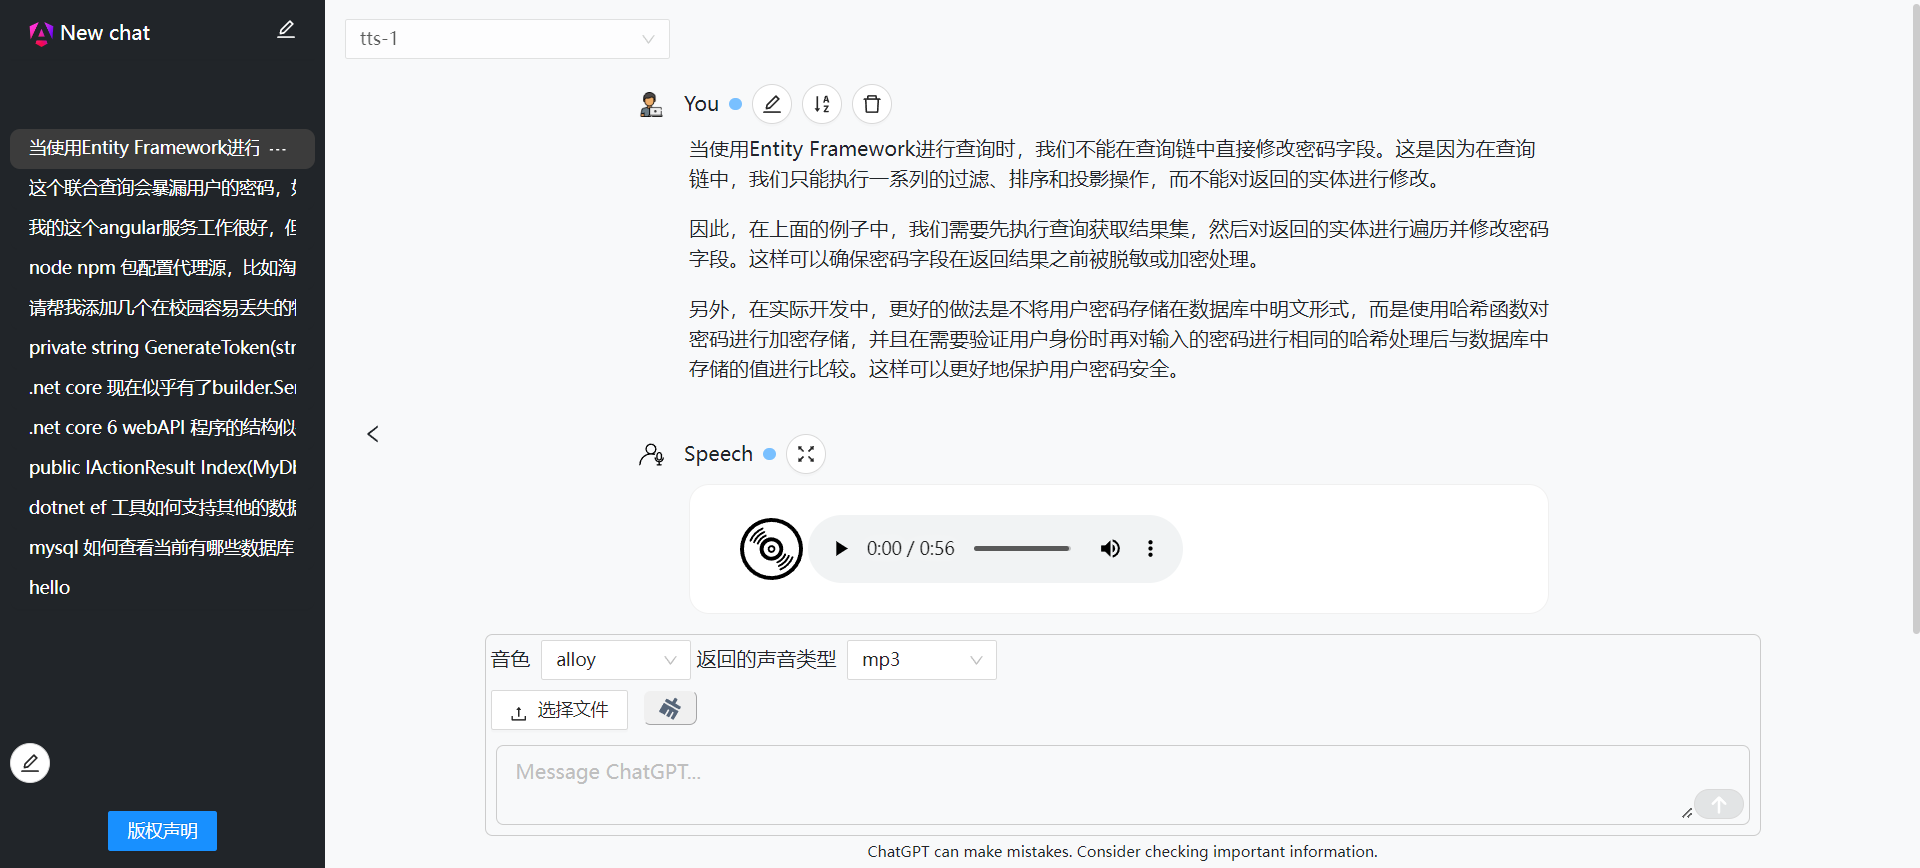 New chat
当使用Entity Framework进行 ···
这个联合查询会暴漏用户的密码，如
我的这个angular服务工作很好，但
node npm 包配置代理源，比如淘
请帮我添加几个在校园容易丢失的
private string GenerateToken(str
.net core 现在似乎有了builder.Ser
.net core 6 webAPI 程序的结构似
public IActionResult Index(MyDb
dotnet ef 工具如何支持其他的数据
mysql 如何查看当前有哪些数据库
hello
版权声明
tts-1
You
当使用Entity Framework进行查询时，我们不能在查询链中直接修改密码字段。这是因为在查询
链中，我们只能执行一系列的过滤、排序和投影操作，而不能对返回的实体进行修改。
因此，在上面的例子中，我们需要先执行查询获取结果集，然后对返回的实体进行遍历并修改密码
字段。这样可以确保密码字段在返回结果之前被脱敏或加密处理。
另外，在实际开发中，更好的做法是不将用户密码存储在数据库中明文形式，而是使用哈希函数对
密码进行加密存储，并且在需要验证用户身份时再对输入的密码进行相同的哈希处理后与数据库中
存储的值进行比较。这样可以更好地保护用户密码安全。
Speech
0:00 / 0:56
音色 alloy 返回的声音类型 mp3
选择文件
Message ChatGPT...
ChatGPT can make mistakes. Consider checking important information.